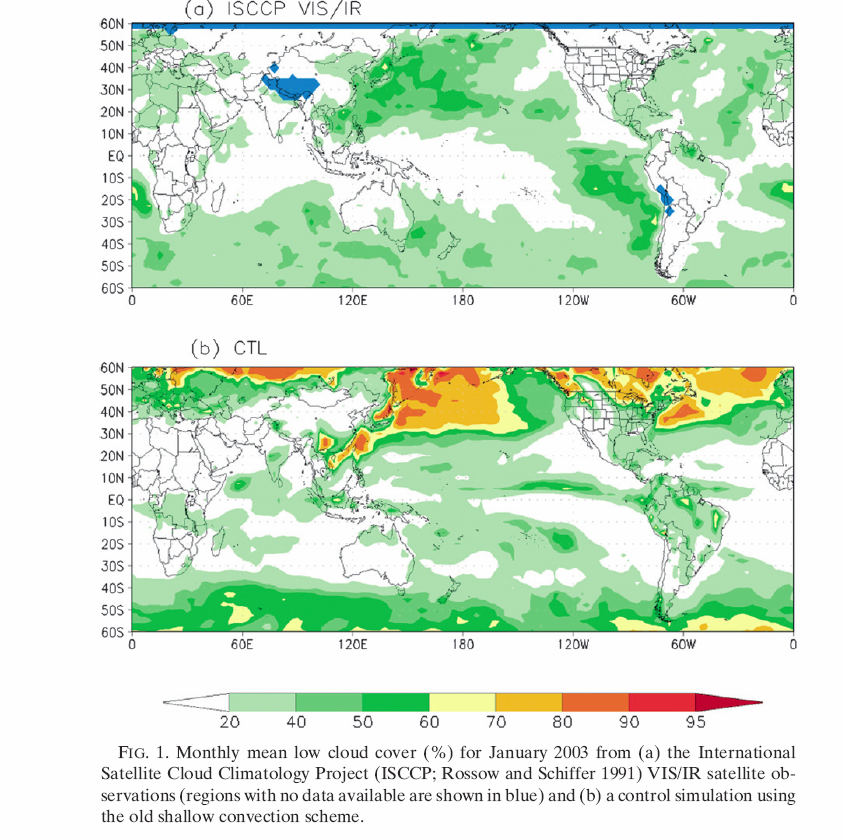 (a) ISCCP VIS/IR
60N
50N
40N
30N
20N
10N
EQ
10S
20S
30S
40S
50S
60S
0 60E 120E 180 120W 60W 0
(b) CTL
60N
50N
40N
30N
20N
10N
EQ
10S
20S
30S
40S
50S
60S
0 60E 120E 180 120W 60W 0
20 40 50 60 70 80 90 95
FIG. 1. Monthly mean low cloud cover (%) for January 2003 from (a) the International
Satellite Cloud Climatology Project (ISCCP; Rossow and Schiffer 1991) VIS/IR satellite ob-
servations (regions with no data available are shown in blue) and (b) a control simulation using
the old shallow convection scheme.